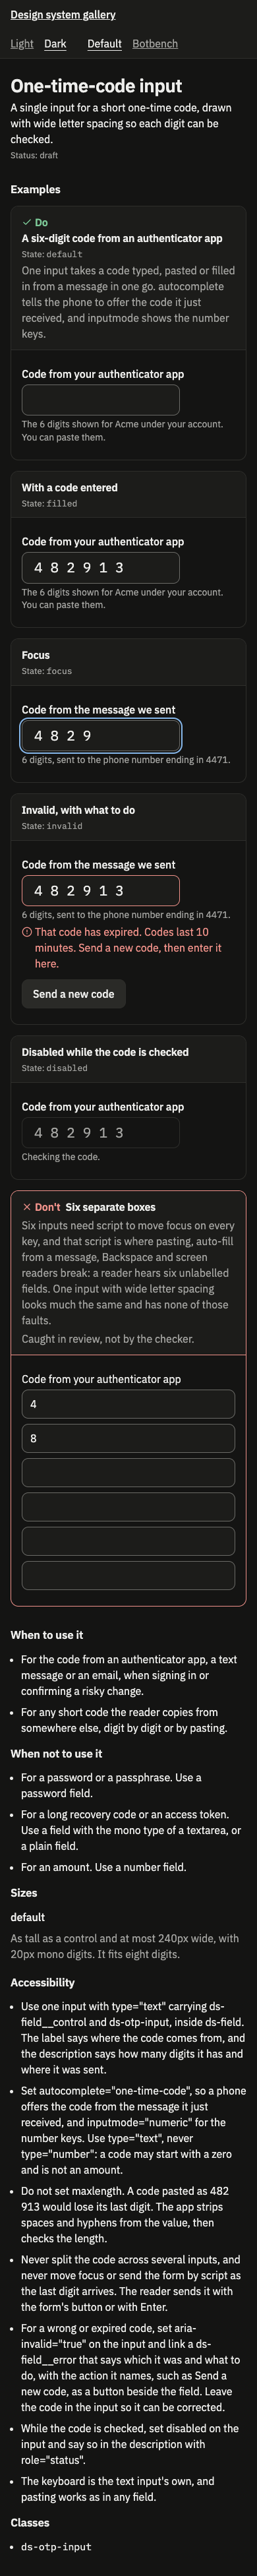 Design system gallery
Light Dark Default Botbench
One-time-code input
A single input for a short one-time code, drawn
with wide letter spacing so each digit can be
checked.
Status: draft
Examples
Do
A six-digit code from an authenticator app
State: default
One input takes a code typed, pasted or filled
in from a message in one go. autocomplete
tells the phone to offer the code it just
received, and inputmode shows the number
keys.
Code from your authenticator app
The 6 digits shown for Acme under your account.
You can paste them.
With a code entered
State: filled
Code from your authenticator app
482913
The 6 digits shown for Acme under your account.
You can paste them.
Focus
State: focus
Code from the message we sent
4829
6 digits, sent to the phone number ending in 4471.
Invalid, with what to do
State: invalid
Code from the message we sent
482913
6 digits, sent to the phone number ending in 4471.
That code has expired. Codes last 10
minutes. Send a new code, then enter it
here.
Send a new code
Disabled while the code is checked
State: disabled
Code from your authenticator app
482913
Checking the code.
Don't Six separate boxes
Six inputs need script to move focus on every
key, and that script is where pasting, auto-fill
from a message, Backspace and screen
readers break: a reader hears six unlabelled
fields. One input with wide letter spacing
looks much the same and has none of those
faults.
Caught in review, not by the checker.
Code from your authenticator app
4
8
When to use it
• For the code from an authenticator app, a text
message or an email, when signing in or
confirming a risky change.
• For any short code the reader copies from
somewhere else, digit by digit or by pasting.
When not to use it
• For a password or a passphrase. Use a
password field.
• For a long recovery code or an access token.
Use a field with the mono type of a textarea, or
a plain field.
• For an amount. Use a number field.
Sizes
default
As tall as a control and at most 240px wide, with
20px mono digits. It fits eight digits.
Accessibility
• Use one input with type="text" carrying ds-
field__control and ds-otp-input, inside ds-field.
The label says where the code comes from, and
the description says how many digits it has and
where it was sent.
• Set autocomplete="one-time-code", so a phone
offers the code from the message it just
received, and inputmode="numeric" for the
number keys. Use type="text", never
type="number": a code may start with a zero
and is not an amount.
• Do not set maxlength. A code pasted as 482
913 would lose its last digit. The app strips
spaces and hyphens from the value, then
checks the length.
• Never split the code across several inputs, and
never move focus or send the form by script as
the last digit arrives. The reader sends it with
the form's button or with Enter.
• For a wrong or expired code, set aria-
invalid="true" on the input and link a ds-
field__error that says which it was and what to
do, with the action it names, such as Send a
new code, as a button beside the field. Leave
the code in the input so it can be corrected.
• While the code is checked, set disabled on the
input and say so in the description with
role="status".
• The keyboard is the text input's own, and
pasting works as in any field.
Classes
• ds-otp-input